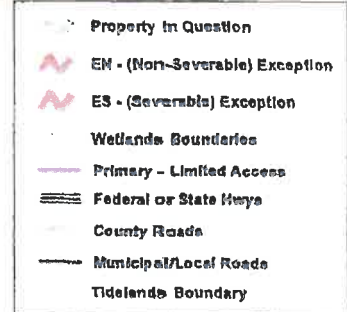 Property In Question
EN - (Non-Severable) Exception
ES - (Severable) Exception
Wetlands Boundaries
Primary - Limited Access
Federal or State Hwys
County Roads
Municipal/Local Roads
Tidelands Boundary